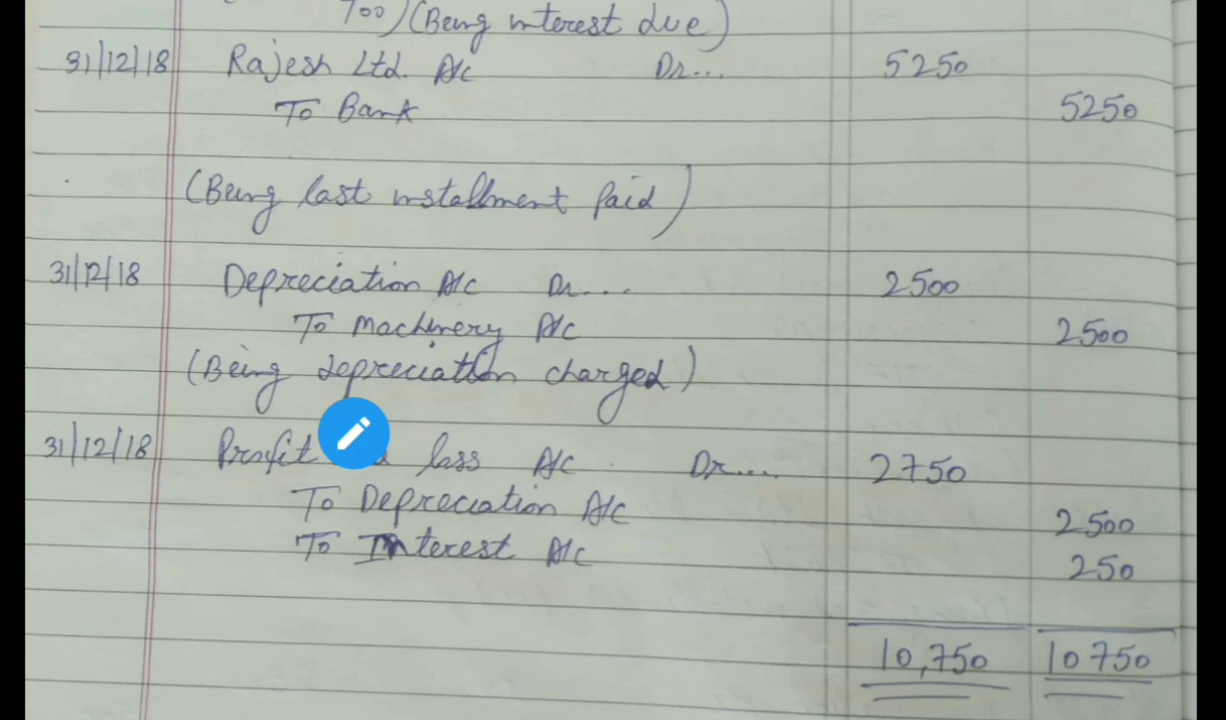 Too) (Being interest due)
31/12/18 Rajesh Ltd. A/c Dr... 5250
To Bank 5250
(Being last installment Paid)
31/12/18 Depreciation A/c Dr.... 2500
To Machinery A/c 2500
(Being depreciation charged)
31/12/18 Profit loss A/c Dr.... 2750
To Depreciation A/c 2500
To Interest A/c 250
10,750 10750